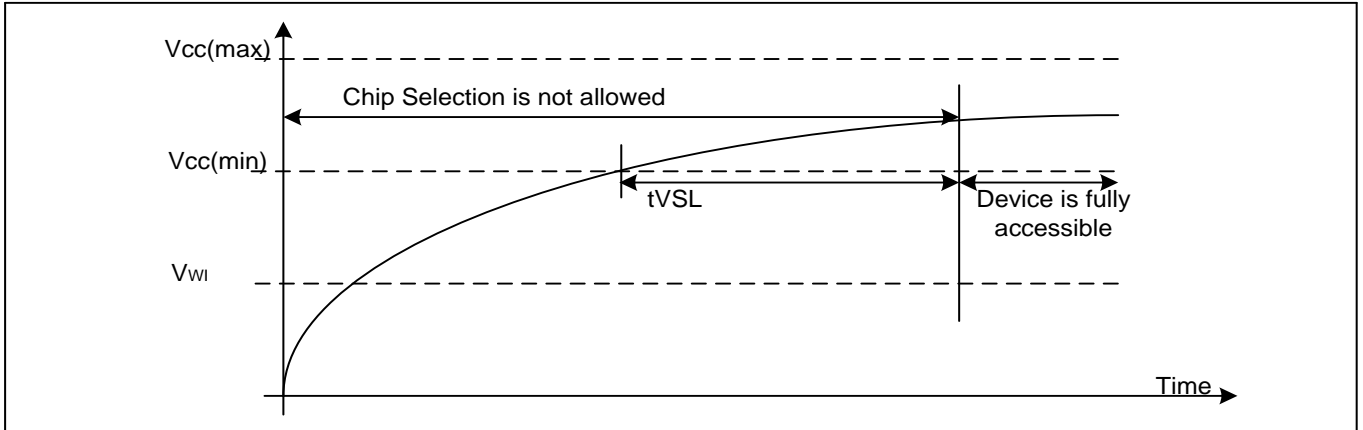 Vcc(max)
Chip Selection is not allowed
Vcc(min)
tVSL
Device is fully
accessible
VWI
Time